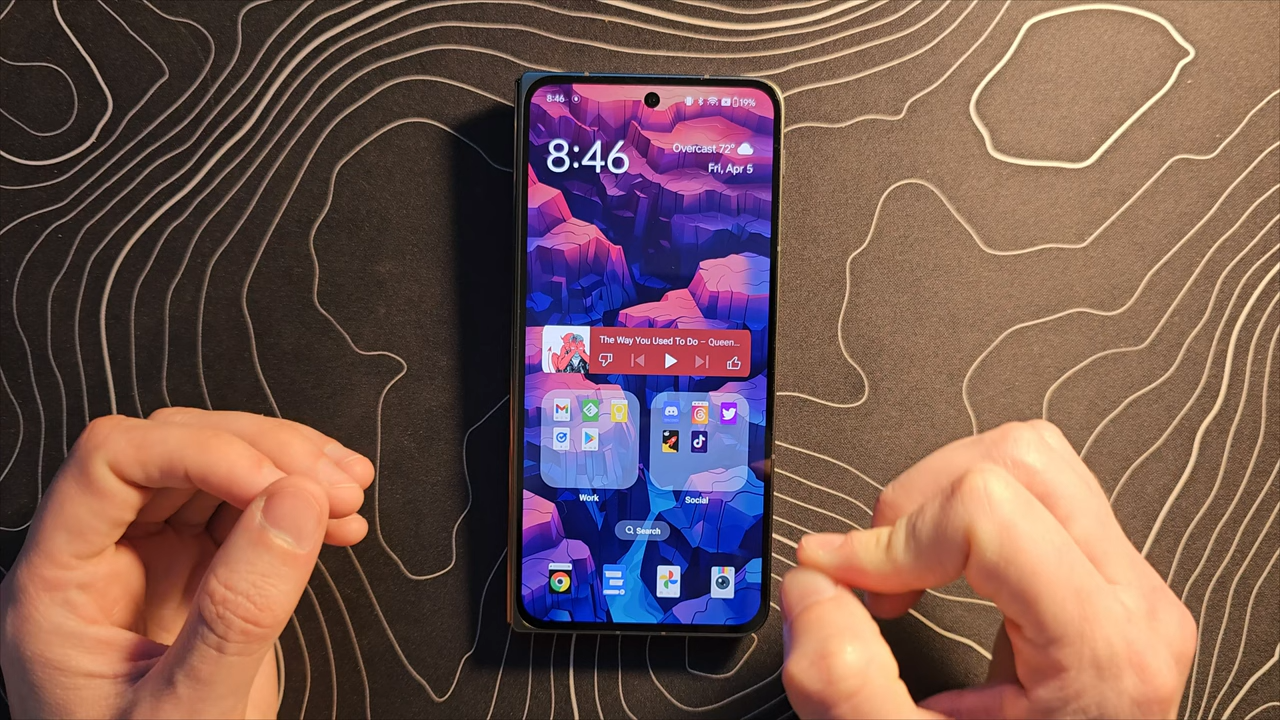 8:46
19%
8:46
Overcast 72°
Fri, Apr 5
The Way You Used To Do – Queen...
Work
Social
Search